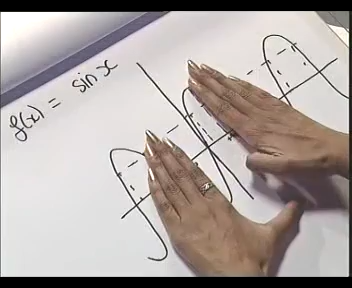 f(x) = sin x